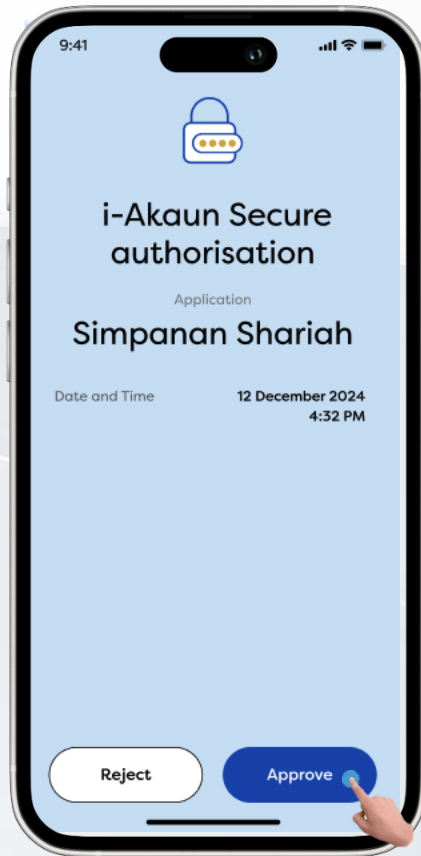 9:41
i-Akaun Secure
authorisation
Application
Simpanan Shariah
Date and Time 12 December 2024
4:32 PM
Reject Approve